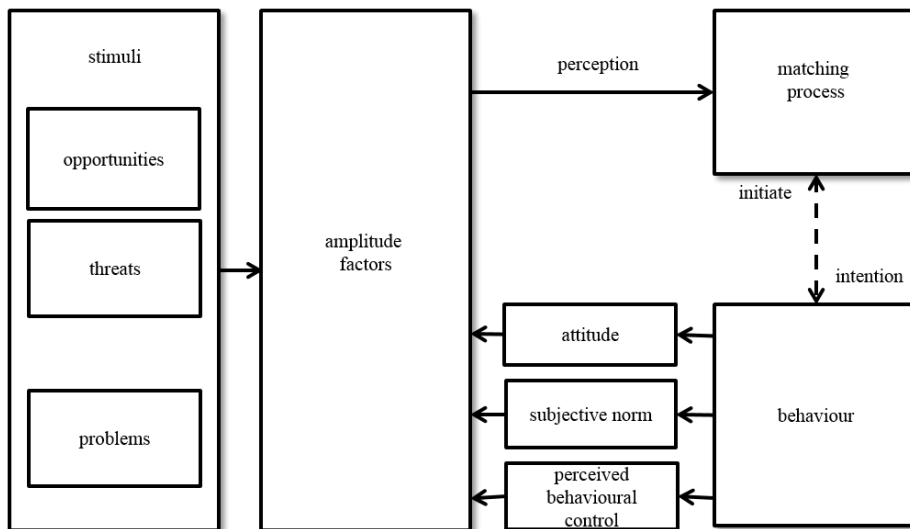 stimuli
opportunities
threats
problems
amplitude
factors
perception
matching
process
initiate
intention
attitude
subjective norm
perceived
behavioural
control
behaviour